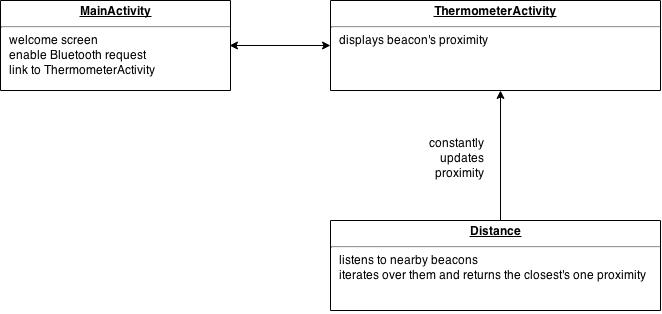 MainActivity
welcome screen
enable Bluetooth request
link to ThermometerActivity
ThermometerActivity
displays beacon's proximity
constantly
updates
proximity
Distance
listens to nearby beacons
iterates over them and returns the closest's one proximity